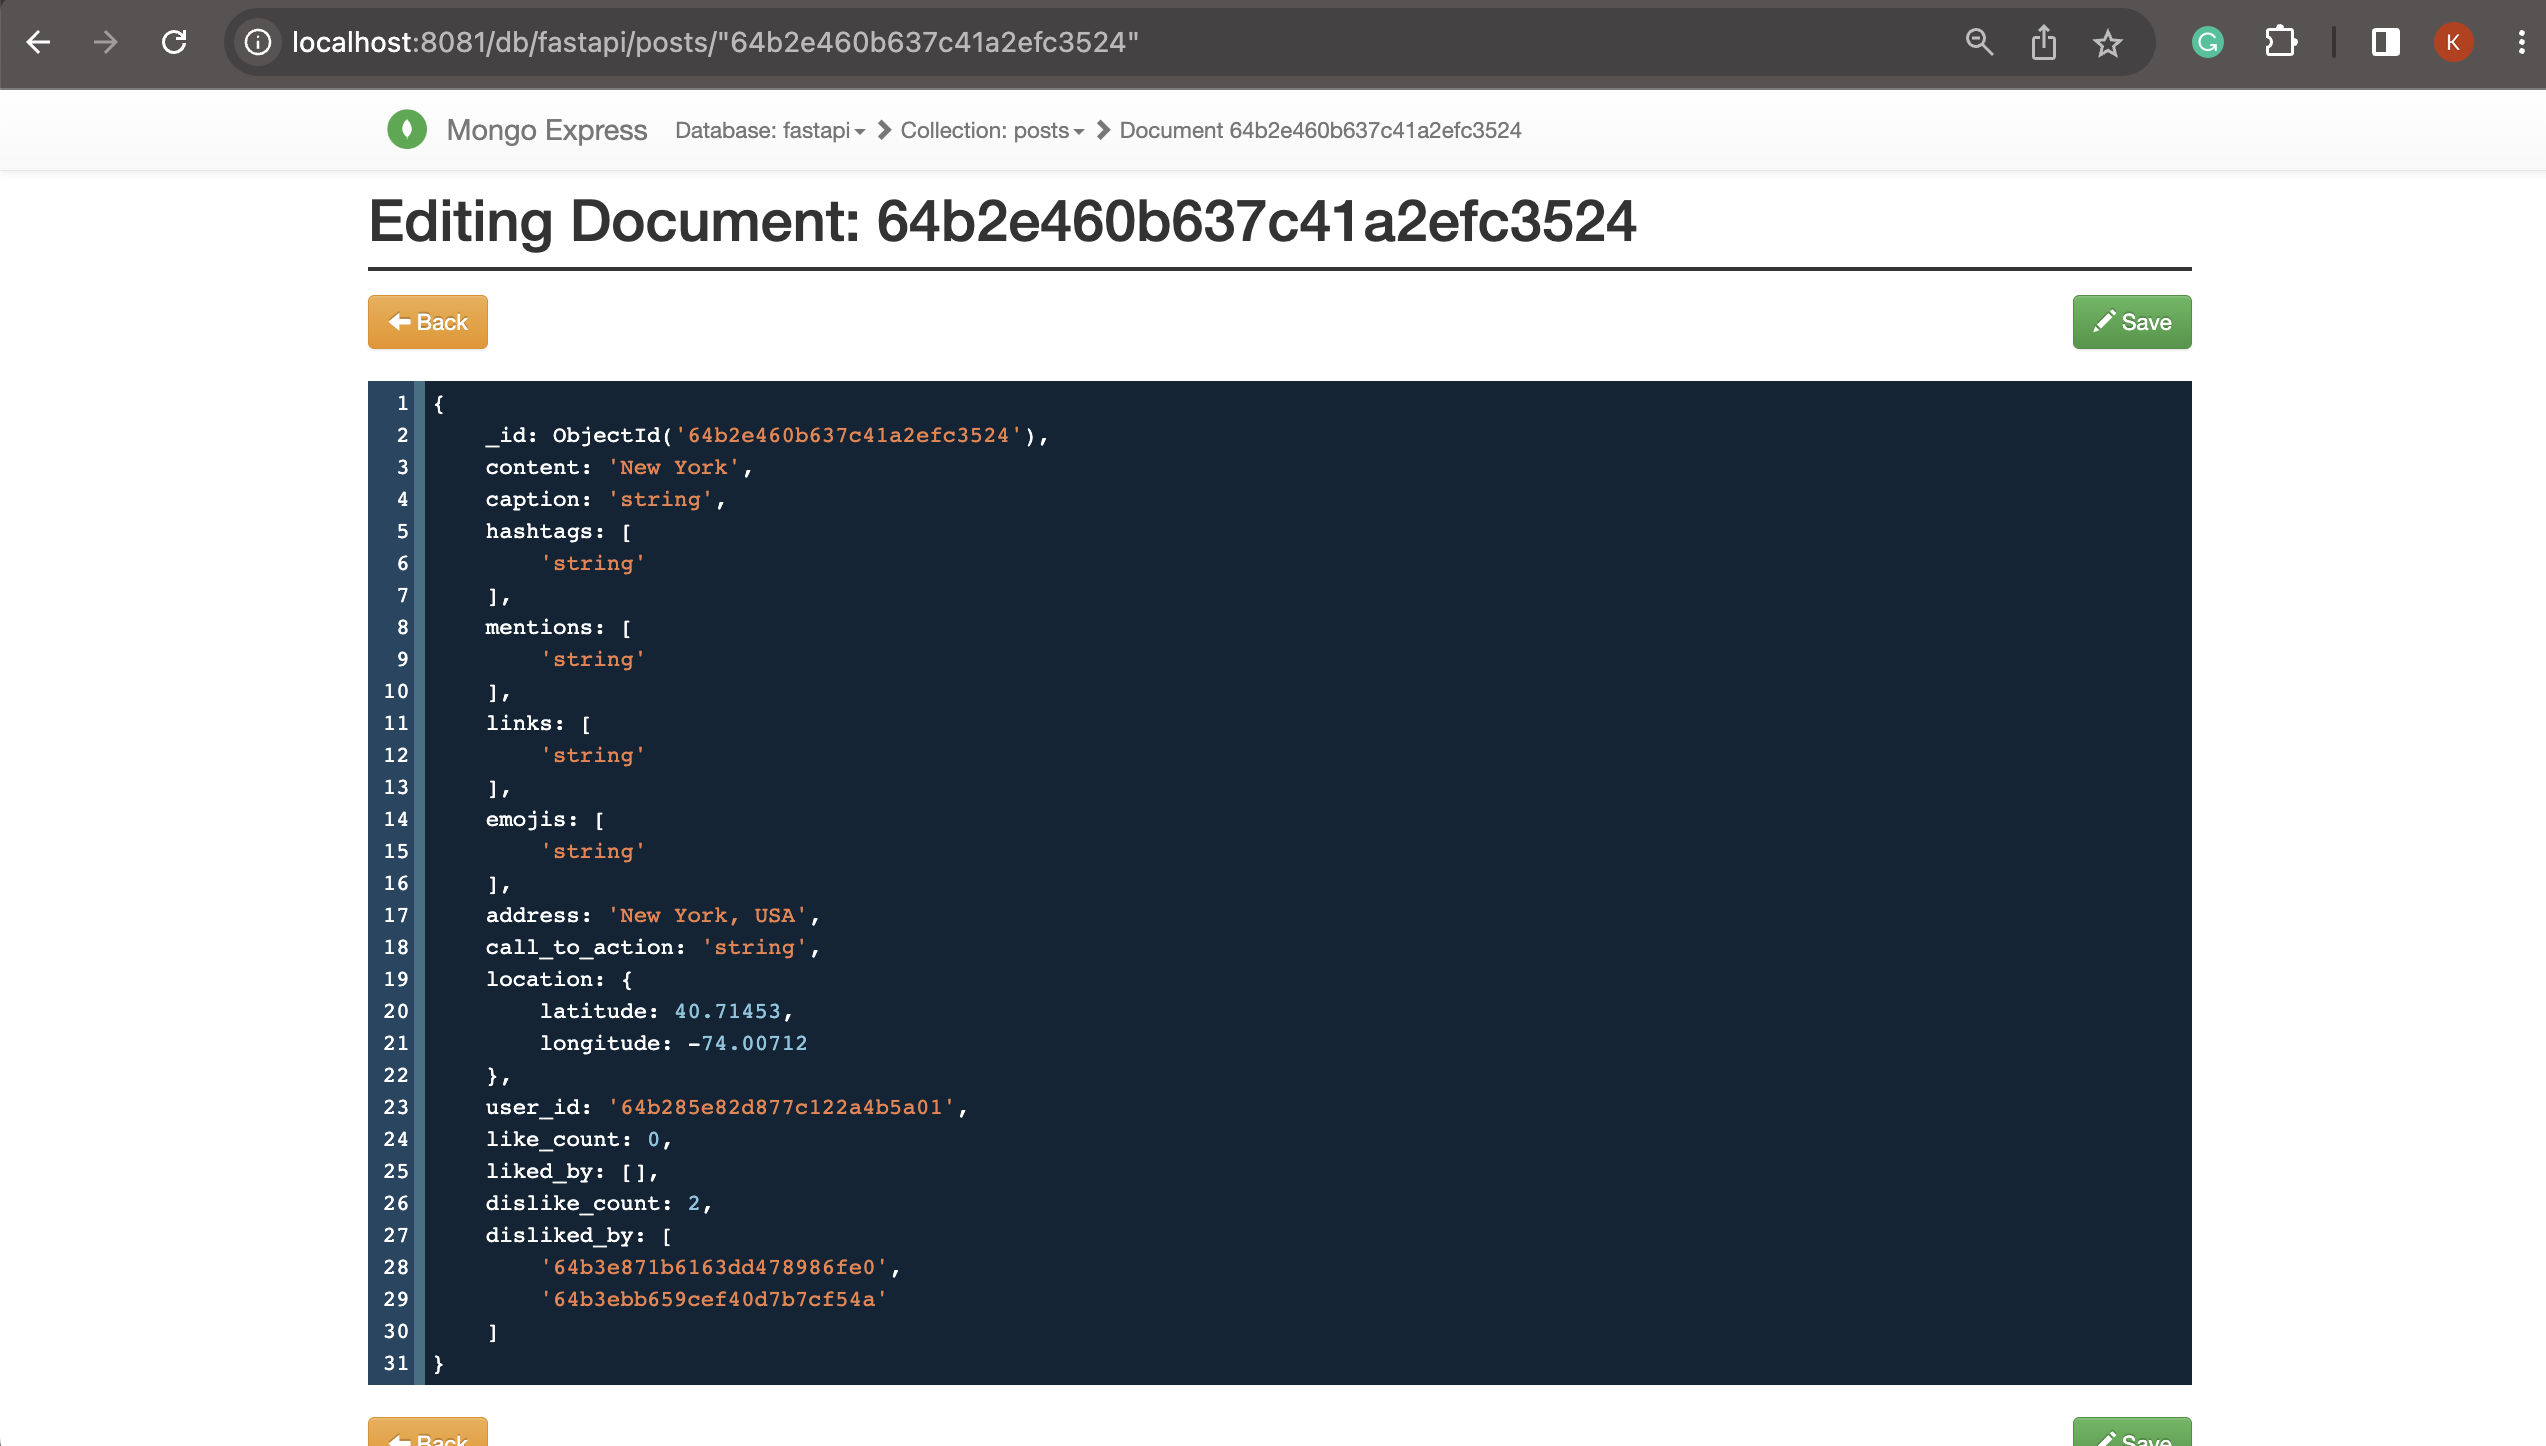 localhost:8081/db/fastapi/posts/"64b2e460b637c41a2efc3524"
G
K
Mongo Express Database: fastapi Collection: posts Document 64b2e460b637c41a2efc3524
Editing Document: 64b2e460b637c41a2efc3524
Back Save
1 {
2 _id: ObjectId('64b2e460b637c41a2efc3524'),
3 content: 'New York',
4 caption: 'string',
5 hashtags: [
6 'string'
7 ],
8 mentions: [
9 'string'
10 ],
11 links: [
12 'string'
13 ],
14 emojis: [
15 'string'
16 ],
17 address: 'New York, USA',
18 call_to_action: 'string',
19 location: {
20 latitude: 40.71453,
21 longitude: -74.00712
22 },
23 user_id: '64b285e82d877c122a4b5a01',
24 like_count: 0,
25 liked_by: [],
26 dislike_count: 2,
27 disliked_by: [
28 '64b3e871b6163dd478986fe0',
29 '64b3ebb659cef40d7b7cf54a'
30 ]
31 }
Back Save